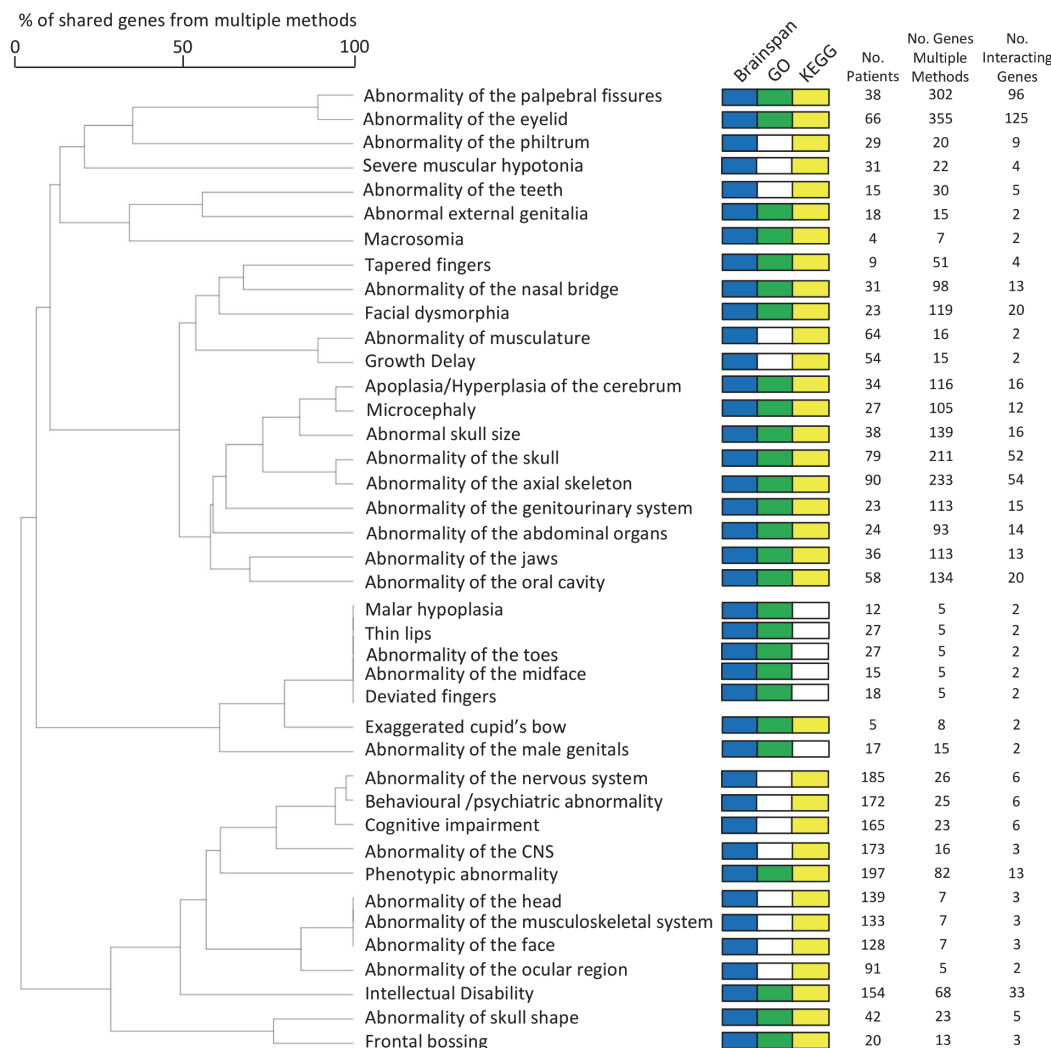 % of shared genes from multiple methods
0 50 100
Brainspan GO KEGG
No. Patients
No. Genes Multiple Methods
No. Interacting Genes
Abnormality of the palpebral fissures 38 302 96
Abnormality of the eyelid 66 355 125
Abnormality of the philtrum 29 20 9
Severe muscular hypotonia 31 22 4
Abnormality of the teeth 15 30 5
Abnormal external genitalia 18 15 2
Macrosomia 4 7 2
Tapered fingers 9 51 4
Abnormality of the nasal bridge 31 98 13
Facial dysmorphia 23 119 20
Abnormality of musculature 64 16 2
Growth Delay 54 15 2
Apoplasia/Hyperplasia of the cerebrum 34 116 16
Microcephaly 27 105 12
Abnormal skull size 38 139 16
Abnormality of the skull 79 211 52
Abnormality of the axial skeleton 90 233 54
Abnormality of the genitourinary system 23 113 15
Abnormality of the abdominal organs 24 93 14
Abnormality of the jaws 36 113 13
Abnormality of the oral cavity 58 134 20
Malar hypoplasia 12 5 2
Thin lips 27 5 2
Abnormality of the toes 27 5 2
Abnormality of the midface 15 5 2
Deviated fingers 18 5 2
Exaggerated cupid's bow 5 8 2
Abnormality of the male genitals 17 15 2
Abnormality of the nervous system 185 26 6
Behavioural /psychiatric abnormality 172 25 6
Cognitive impairment 165 23 6
Abnormality of the CNS 173 16 3
Phenotypic abnormality 197 82 13
Abnormality of the head 139 7 3
Abnormality of the musculoskeletal system 133 7 3
Abnormality of the face 128 7 3
Abnormality of the ocular region 91 5 2
Intellectual Disability 154 68 33
Abnormality of skull shape 42 23 5
Frontal bossing 20 13 3